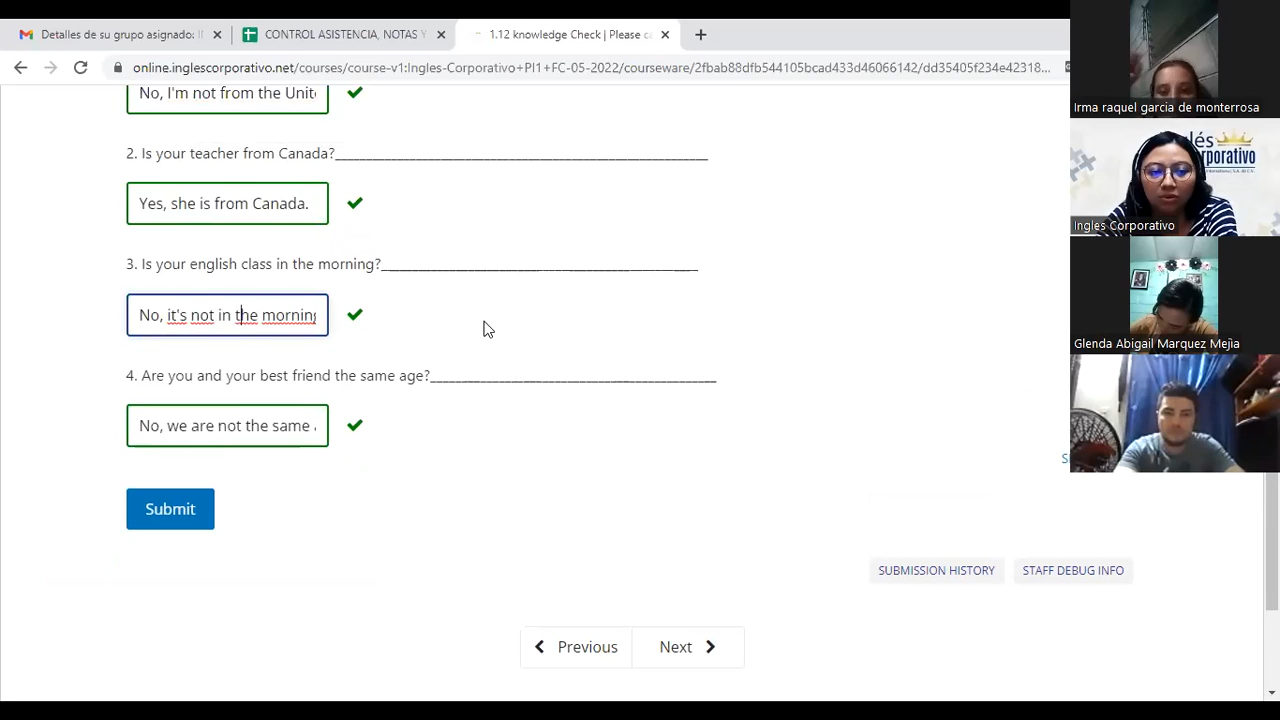 Detalles de su grupo asignado: I
CONTROL ASISTENCIA, NOTAS Y
1.12 knowledge Check | Please c
online.inglescorporativo.net/courses/course-v1:Ingles-Corporativo+PI1+FC-05-2022/courseware/2fbab88dfb544105bcad433d46066142/dd35405f234e42318...
No, I'm not from the Unit
2. Is your teacher from Canada?
Yes, she is from Canada.
3. Is your english class in the morning?
No, it's not in the morning
4. Are you and your best friend the same age?
No, we are not the same
Submit
SUBMISSION HISTORY
STAFF DEBUG INFO
Previous
Next
Irma raquel garcia de monterrosa
Ingles Corporativo
Glenda Abigail Marquez Mejia